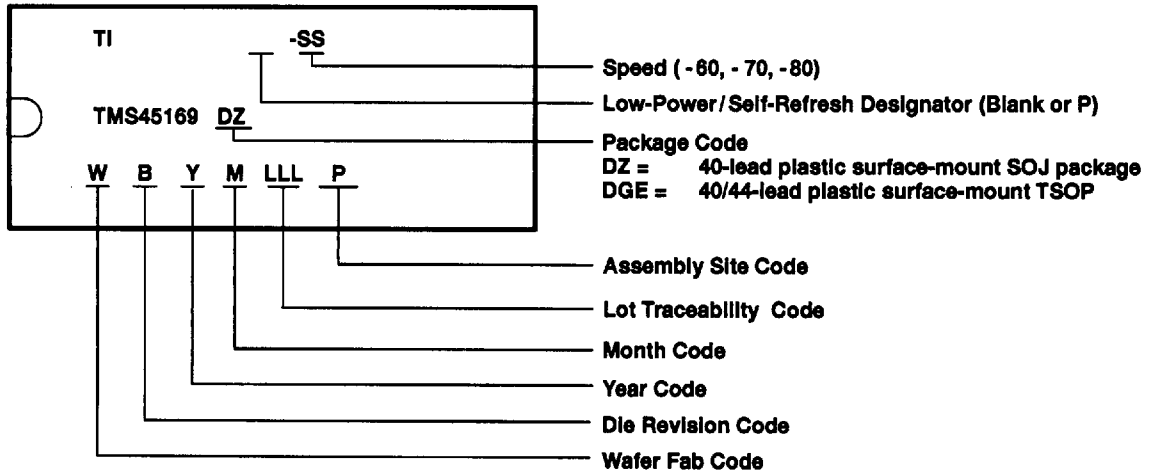 TI -SS
Speed ( -60, - 70, -80)
Low-Power / Self-Refresh Designator (Blank or P)
TMS45169 DZ
Package Code
DZ = 40-lead plastic surface-mount SOJ package
DGE = 40/44-lead plastic surface-mount TSOP
W B Y M LLL P
Assembly Site Code
Lot Traceability Code
Month Code
Year Code
Die Revision Code
Wafer Fab Code